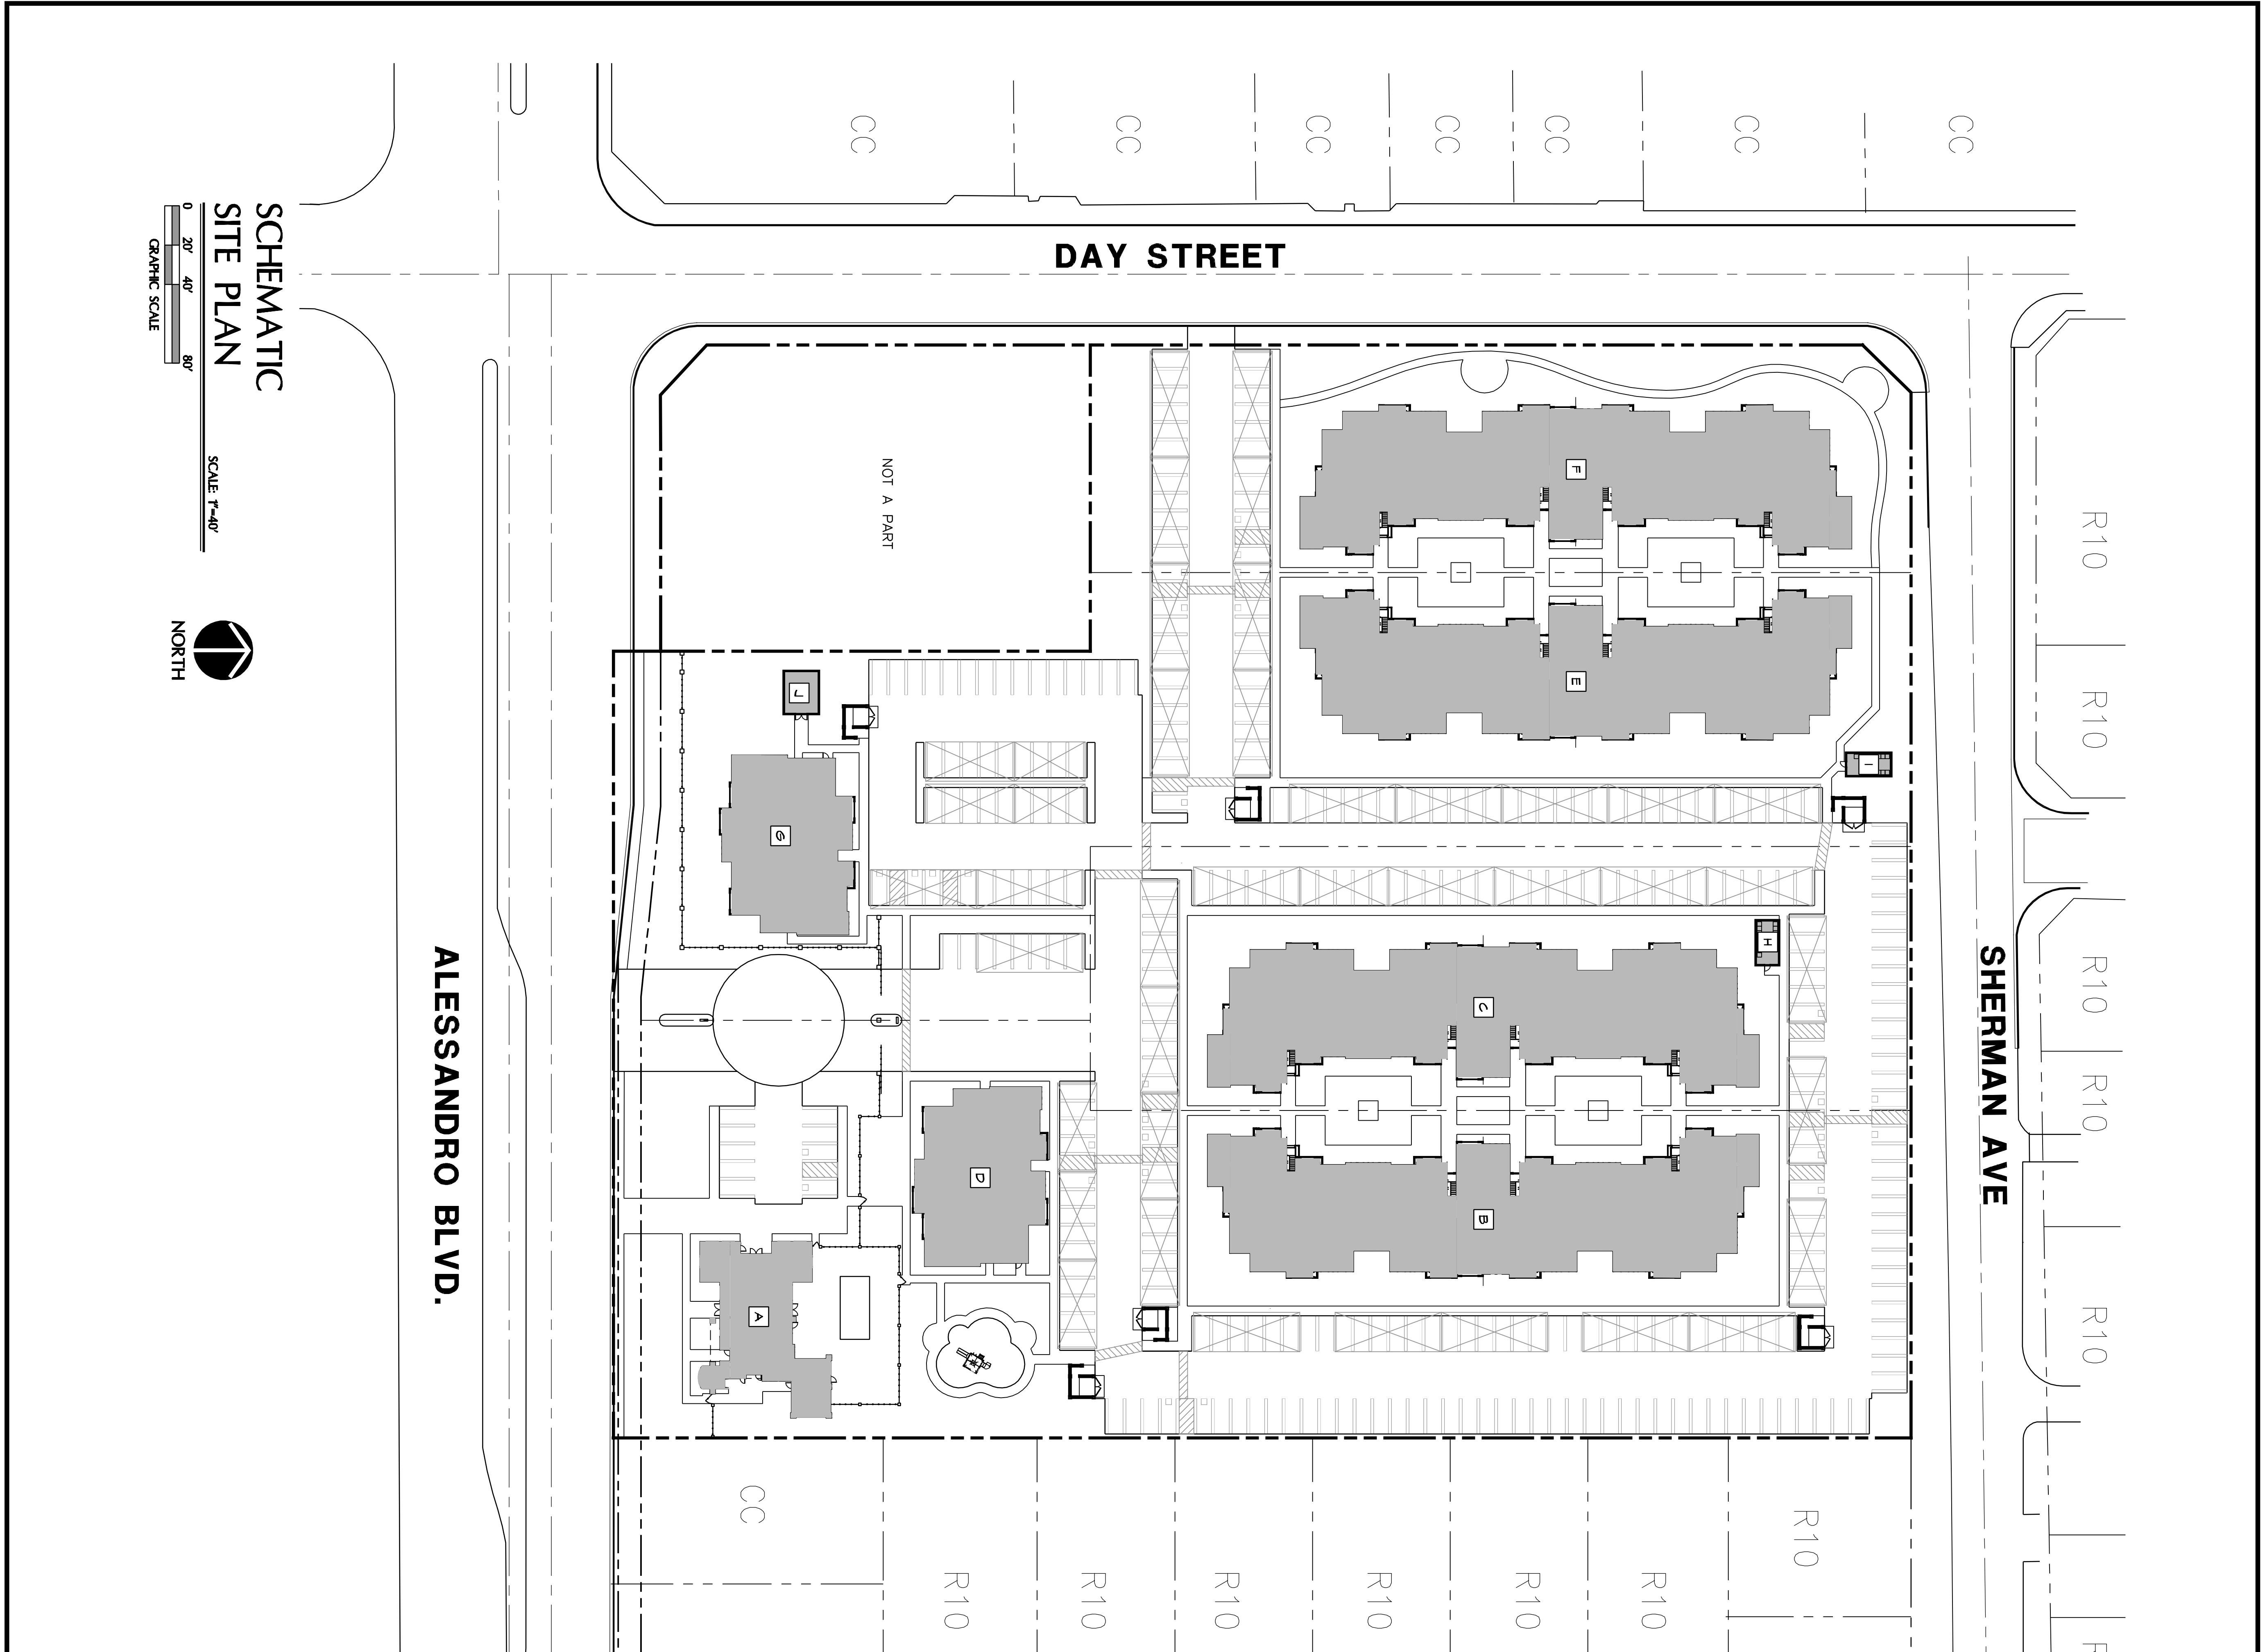 CC
CC
CC
CC
CC
CC
CC
DAY STREET
SCHEMATIC
SITE PLAN
SCALE: 1"=40'
0 20' 40' 80'
GRAPHIC SCALE
NORTH
NOT A PART
F
E
J
G
I
H
C
B
D
A
ALESSANDRO BLVD.
SHERMAN AVE
R10
R10
R10
R10
R10
CC
R10
R10
R10
R10
R10
R10
R10